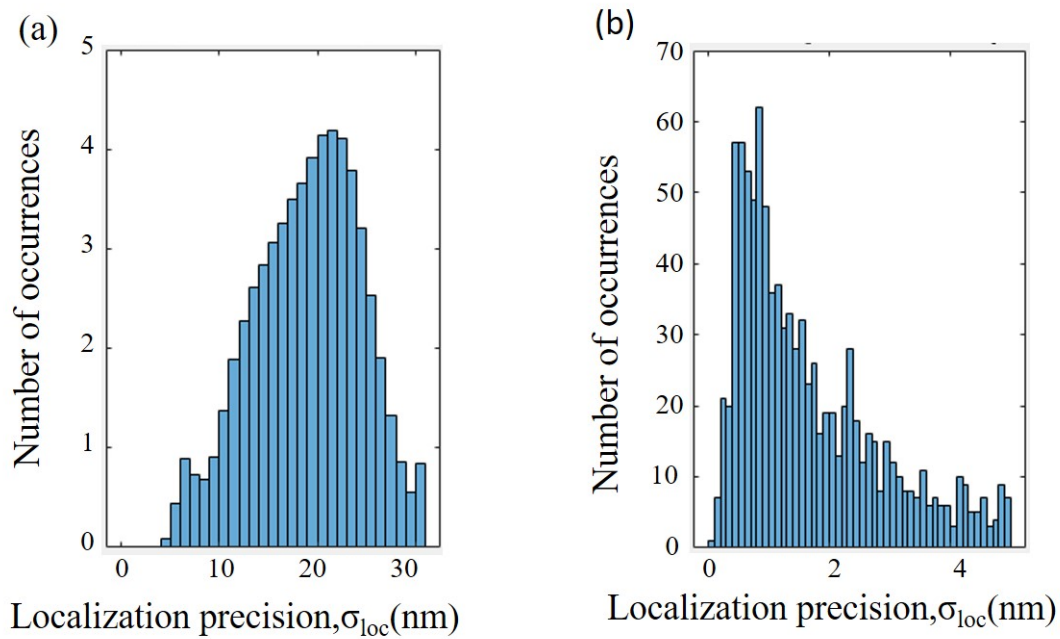 (a)
5
4
3
2
1
0
Number of occurrences
0 10 20 30
Localization precision,σloc(nm)
(b)
70
60
50
40
30
20
10
0
Number of occurrences
0 2 4
Localization precision,σloc(nm)